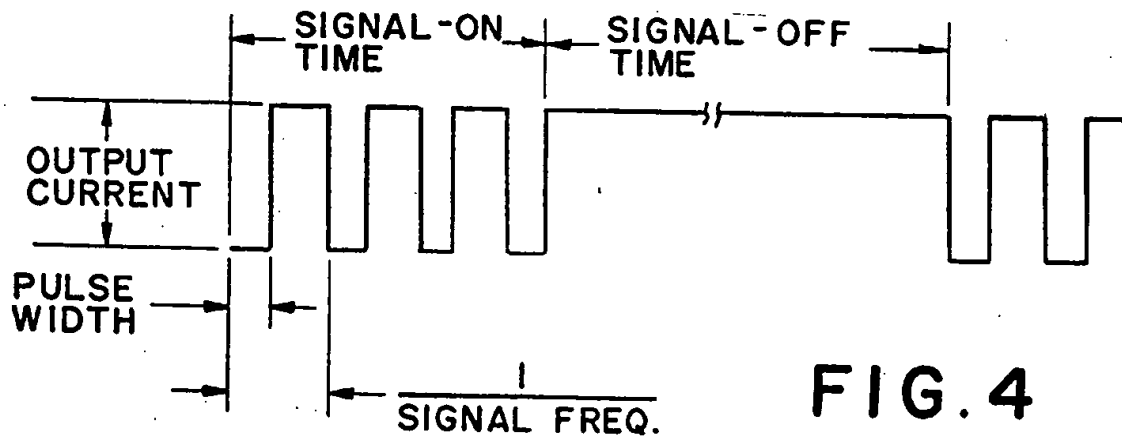 SIGNAL-ON
TIME
SIGNAL-OFF
TIME
OUTPUT
CURRENT
PULSE
WIDTH
1
SIGNAL FREQ.
FIG. 4